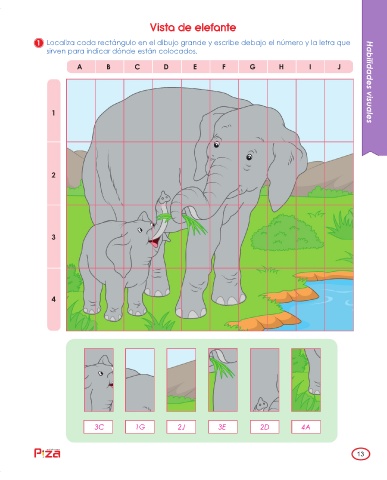 Vista de elefante
1 Localiza cada rectángulo en el dibujo grande y escribe debajo el número y la letra que
sirven para indicar dónde están colocados.
Habilidades visuales
A B C D E F G H I J
1
2
3
4
3C 1G 2J 3E 2D 4A
Piza
13